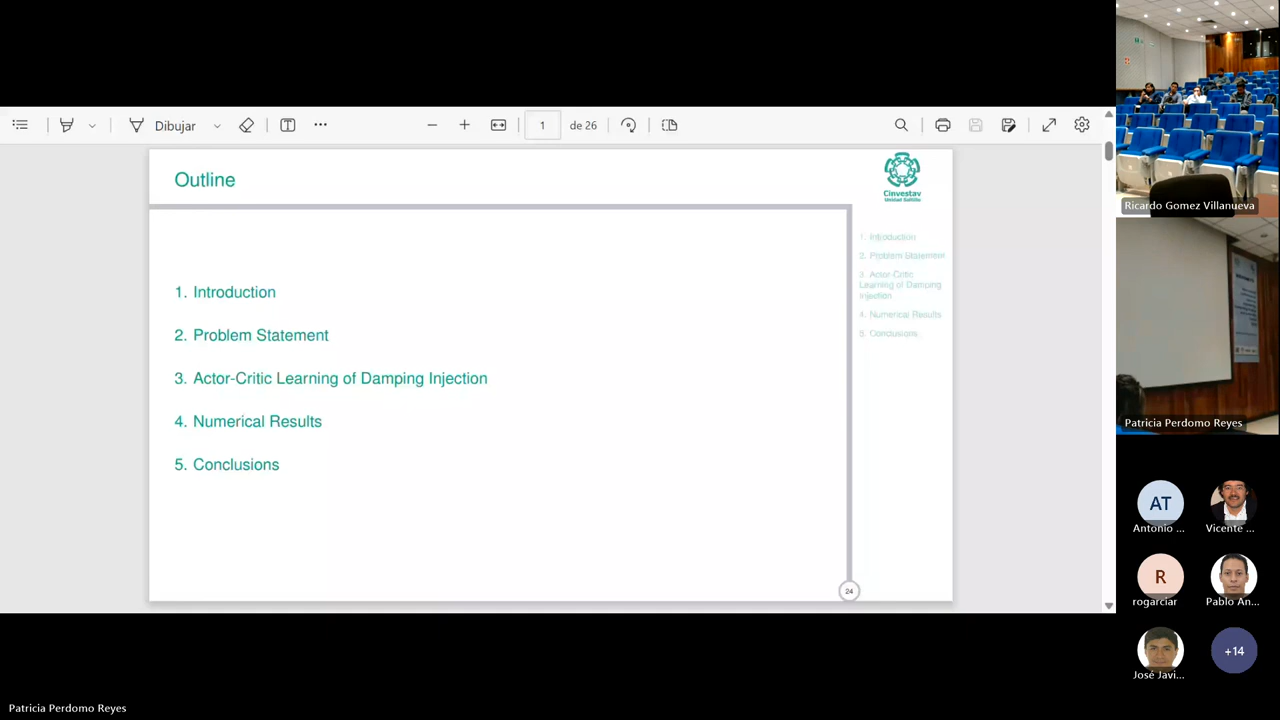 Dibujar
1
de 26
Outline
Cinvestav
Unidad Saltillo
1. Introduction
2. Problem Statement
3. Actor-Critic Learning of Damping Injection
4. Numerical Results
5. Conclusions
1. Introduction
2. Problem Statement
3. Actor-Critic
Learning of Damping
Injection
4. Numerical Results
5. Conclusions
24
Ricardo Gomez Villanueva
Patricia Perdomo Reyes
AT
Antonio ...
Vicente ...
R
rogarciar
Pablo An...
José Javi...
+14
Patricia Perdomo Reyes